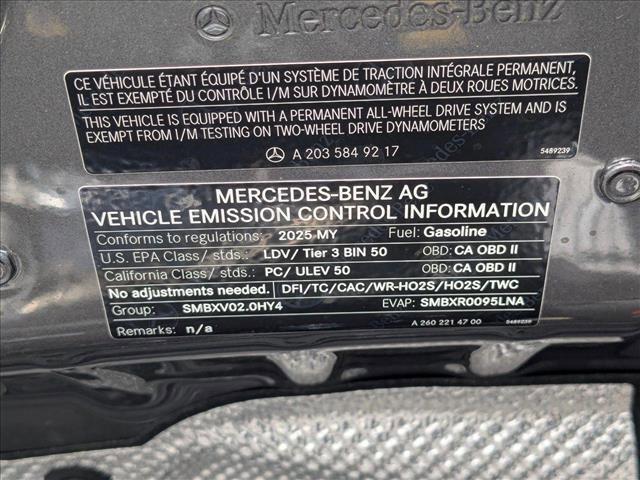 Mercedes-Benz
CE VÉHICULE ÉTANT ÉQUIPÉ D'UN SYSTÈME DE TRACTION INTÉGRALE PERMANENT,
IL EST EXEMPTÉ DU CONTRÔLE I/M SUR DYNAMOMÈTRE À DEUX ROUES MOTRICES.
THIS VEHICLE IS EQUIPPED WITH A PERMANENT ALL-WHEEL DRIVE SYSTEM AND IS
EXEMPT FROM I/M TESTING ON TWO-WHEEL DRIVE DYNAMOMETERS
A 203 584 92 17 5489239
MERCEDES-BENZ AG
VEHICLE EMISSION CONTROL INFORMATION
Conforms to regulations: 2025 MY Fuel: Gasoline
U.S. EPA Class/ stds.: LDV/ Tier 3 BIN 50 OBD: CA OBD II
California Class/ stds.: PC/ ULEV 50 OBD: CA OBD II
No adjustments needed. DFI/TC/CAC/WR-HO2S/HO2S/TWC
Group: SMBXV02.0HY4 EVAP: SMBXR0095LNA
Remarks: n/a A 260 221 47 00 5489239